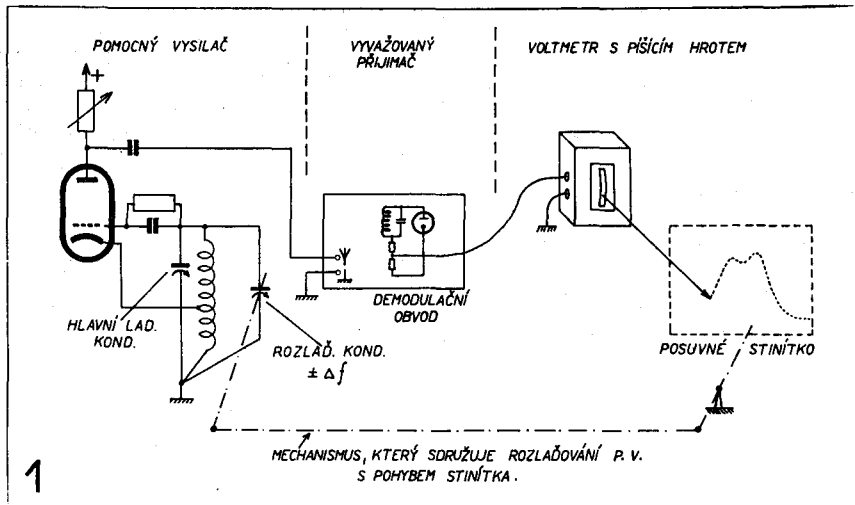 POMOCNÝ VYSILAČ
VYVAŽOVANÝ
PŘIJIMAČ
VOLTMETR S PÍŠÍCÍM HROTEM
+
HLAVNÍ LAD.
KOND.
ROZLAĎ. KOND.
± Δf
DEMODULAČNÍ
OBVOD
POSUVNÉ STINÍTKO
MECHANISMUS, KTERÝ SDRUŽUJE ROZLAĎOVÁNÍ P. V.
S POHYBEM STINÍTKA.
1